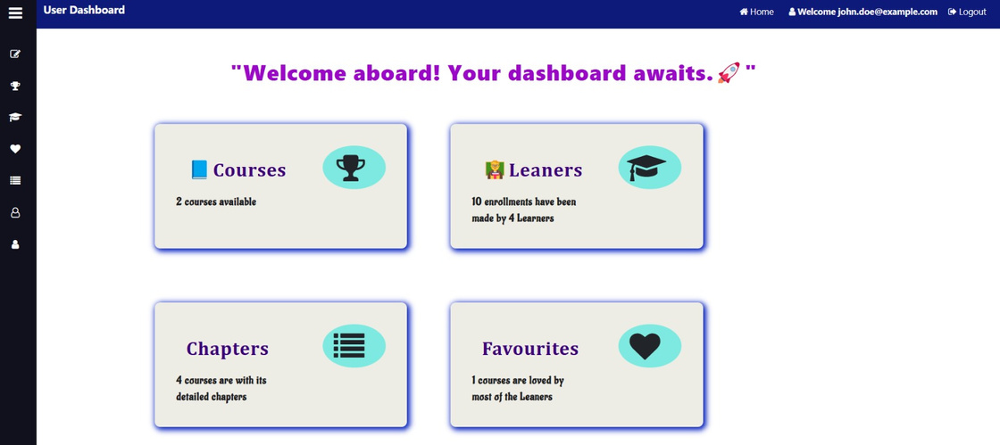 User Dashboard
Home Welcome john.doe@example.com Logout
"Welcome aboard! Your dashboard awaits.🚀"
📘Courses
2 courses available
Leaners
10 enrollments have been
made by 4 Learners
Chapters
4 courses are with its
detailed chapters
Favourites
1 courses are loved by
most of the Leaners